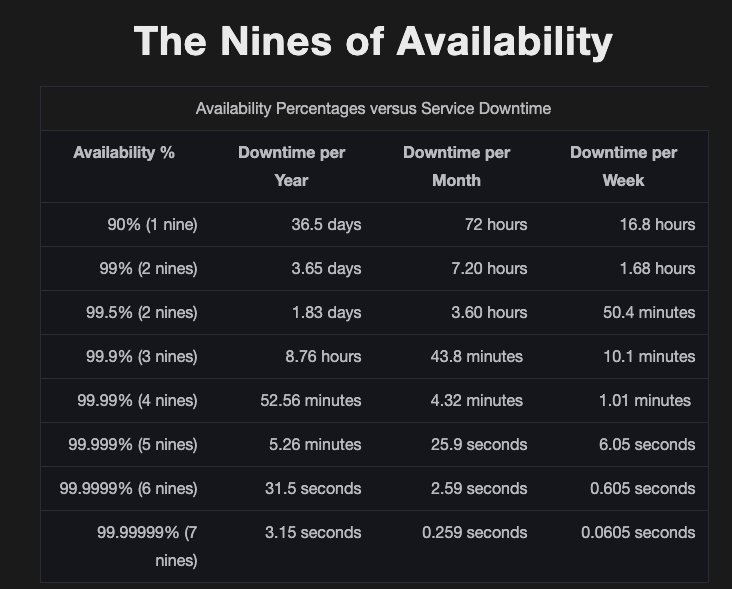 The Nines of Availability
Availability Percentages versus Service Downtime
Availability % Downtime per Year Downtime per Month Downtime per Week
90% (1 nine) 36.5 days 72 hours 16.8 hours
99% (2 nines) 3.65 days 7.20 hours 1.68 hours
99.5% (2 nines) 1.83 days 3.60 hours 50.4 minutes
99.9% (3 nines) 8.76 hours 43.8 minutes 10.1 minutes
99.99% (4 nines) 52.56 minutes 4.32 minutes 1.01 minutes
99.999% (5 nines) 5.26 minutes 25.9 seconds 6.05 seconds
99.9999% (6 nines) 31.5 seconds 2.59 seconds 0.605 seconds
99.99999% (7 nines) 3.15 seconds 0.259 seconds 0.0605 seconds